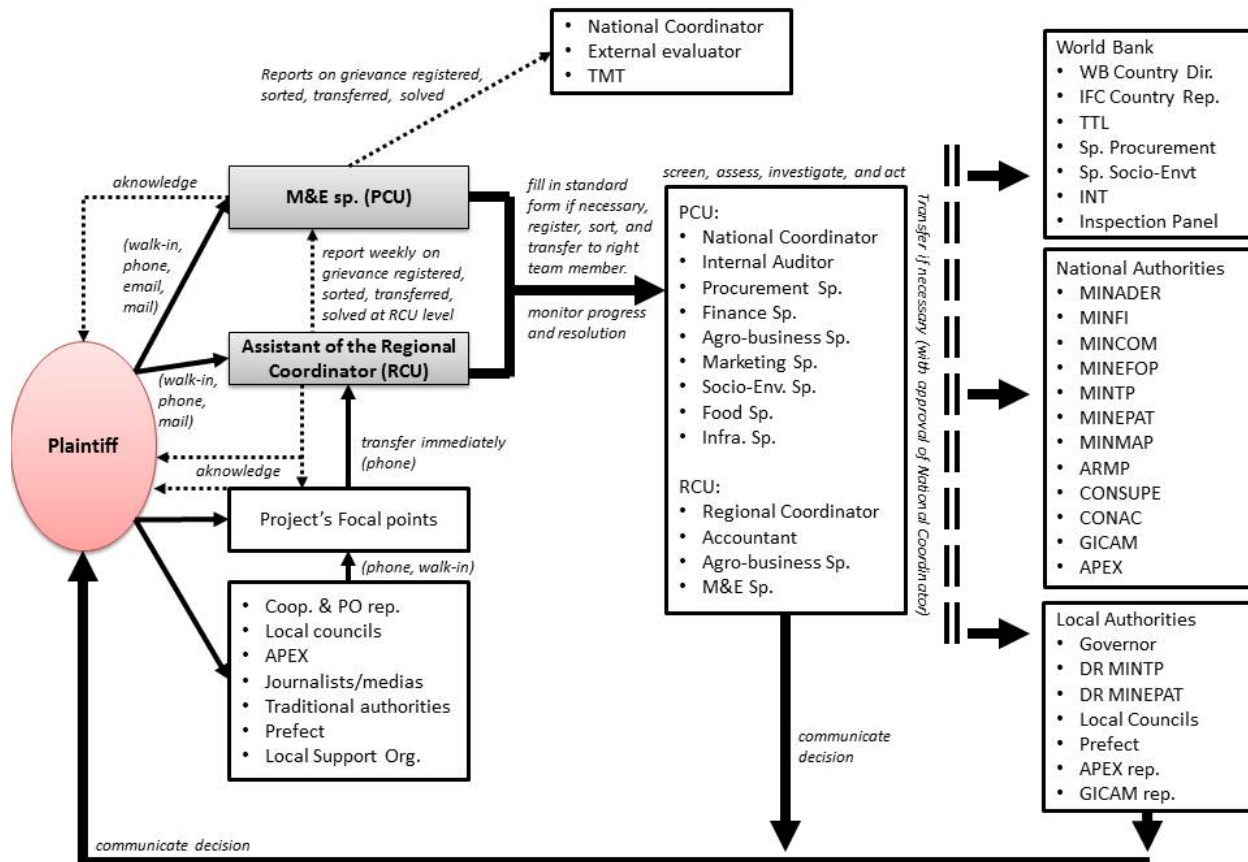 • National Coordinator
• External evaluator
• TMT
Reports on grievance registered,
sorted, transferred, solved
World Bank
• WB Country Dir.
• IFC Country Rep.
• TTL
• Sp. Procurement
• Sp. Socio-Envt
• INT
• Inspection Panel
aknowledge
M&E sp. (PCU)
(walk-in,
phone,
email,
mail)
report weekly on
grievance registered,
sorted, transferred,
solved at RCU level
Assistant of the Regional
Coordinator (RCU)
(walk-in,
phone,
mail)
Plaintiff
aknowledge
transfer immediately
(phone)
Project's Focal points
(phone, walk-in)
• Coop. & PO rep.
• Local councils
• APEX
• Journalists/medias
• Traditional authorities
• Prefect
• Local Support Org.
fill in standard
form if necessary,
register, sort, and
transfer to right
team member.
monitor progress
and resolution
screen, assess, investigate, and act
PCU:
• National Coordinator
• Internal Auditor
• Procurement Sp.
• Finance Sp.
• Agro-business Sp.
• Marketing Sp.
• Socio-Env. Sp.
• Food Sp.
• Infra. Sp.
RCU:
• Regional Coordinator
• Accountant
• Agro-business Sp.
• M&E Sp.
Transfer if necessary (with approval of National Coordinator)
National Authorities
• MINADER
• MINFI
• MINCOM
• MINEFOP
• MINTP
• MINEPAT
• MINMAP
• ARMP
• CONSUPE
• CONAC
• GICAM
• APEX
Local Authorities
• Governor
• DR MINTP
• DR MINEPAT
• Local Councils
• Prefect
• APEX rep.
• GICAM rep.
communicate
decision
communicate decision